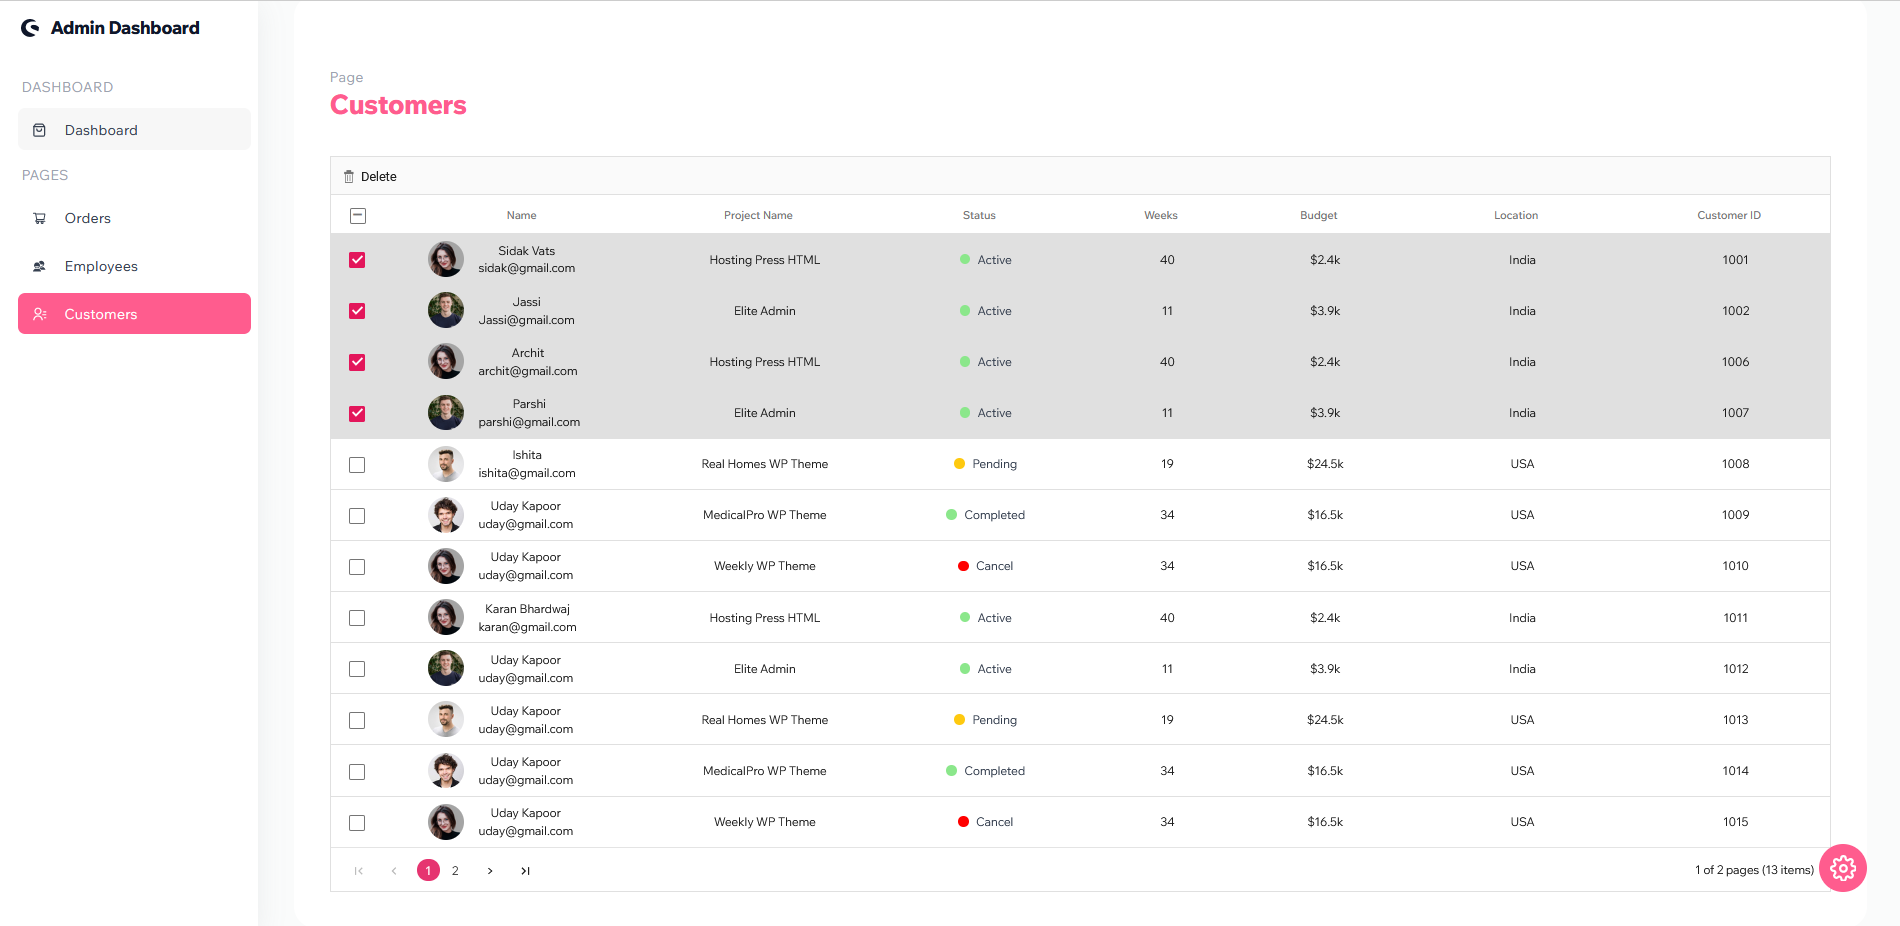 Admin Dashboard
DASHBOARD
Dashboard
PAGES
Orders
Employees
Customers
Page
Customers
Delete
Name Project Name Status Weeks Budget Location Customer ID
Sidak Vats
sidak@gmail.com Hosting Press HTML Active 40 $2.4k India 1001
Jassi
Jassi@gmail.com Elite Admin Active 11 $3.9k India 1002
Archit
archit@gmail.com Hosting Press HTML Active 40 $2.4k India 1006
Parshi
parshi@gmail.com Elite Admin Active 11 $3.9k India 1007
Ishita
ishita@gmail.com Real Homes WP Theme Pending 19 $24.5k USA 1008
Uday Kapoor
uday@gmail.com MedicalPro WP Theme Completed 34 $16.5k USA 1009
Uday Kapoor
uday@gmail.com Weekly WP Theme Cancel 34 $16.5k USA 1010
Karan Bhardwaj
karan@gmail.com Hosting Press HTML Active 40 $2.4k India 1011
Uday Kapoor
uday@gmail.com Elite Admin Active 11 $3.9k India 1012
Uday Kapoor
uday@gmail.com Real Homes WP Theme Pending 19 $24.5k USA 1013
Uday Kapoor
uday@gmail.com MedicalPro WP Theme Completed 34 $16.5k USA 1014
Uday Kapoor
uday@gmail.com Weekly WP Theme Cancel 34 $16.5k USA 1015
1 2 1 of 2 pages (13 items)